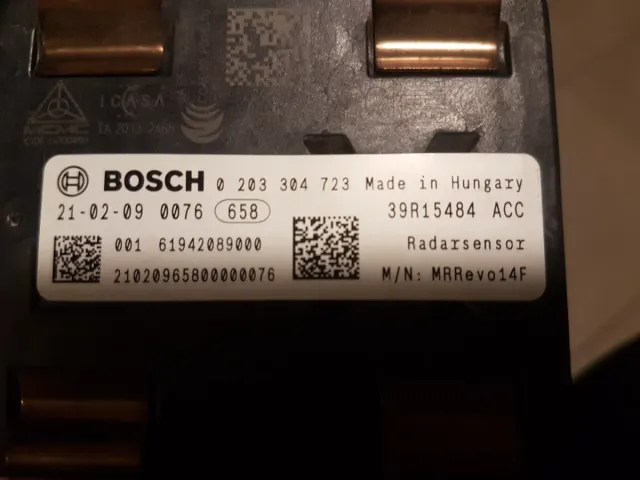 ICASA
BOSCH 0 203 304 723 Made in Hungary
21-02-09 0076 658 39R15484 ACC
001 61942089000 Radarsensor
21020965800000076 M/N: MRRevo14F